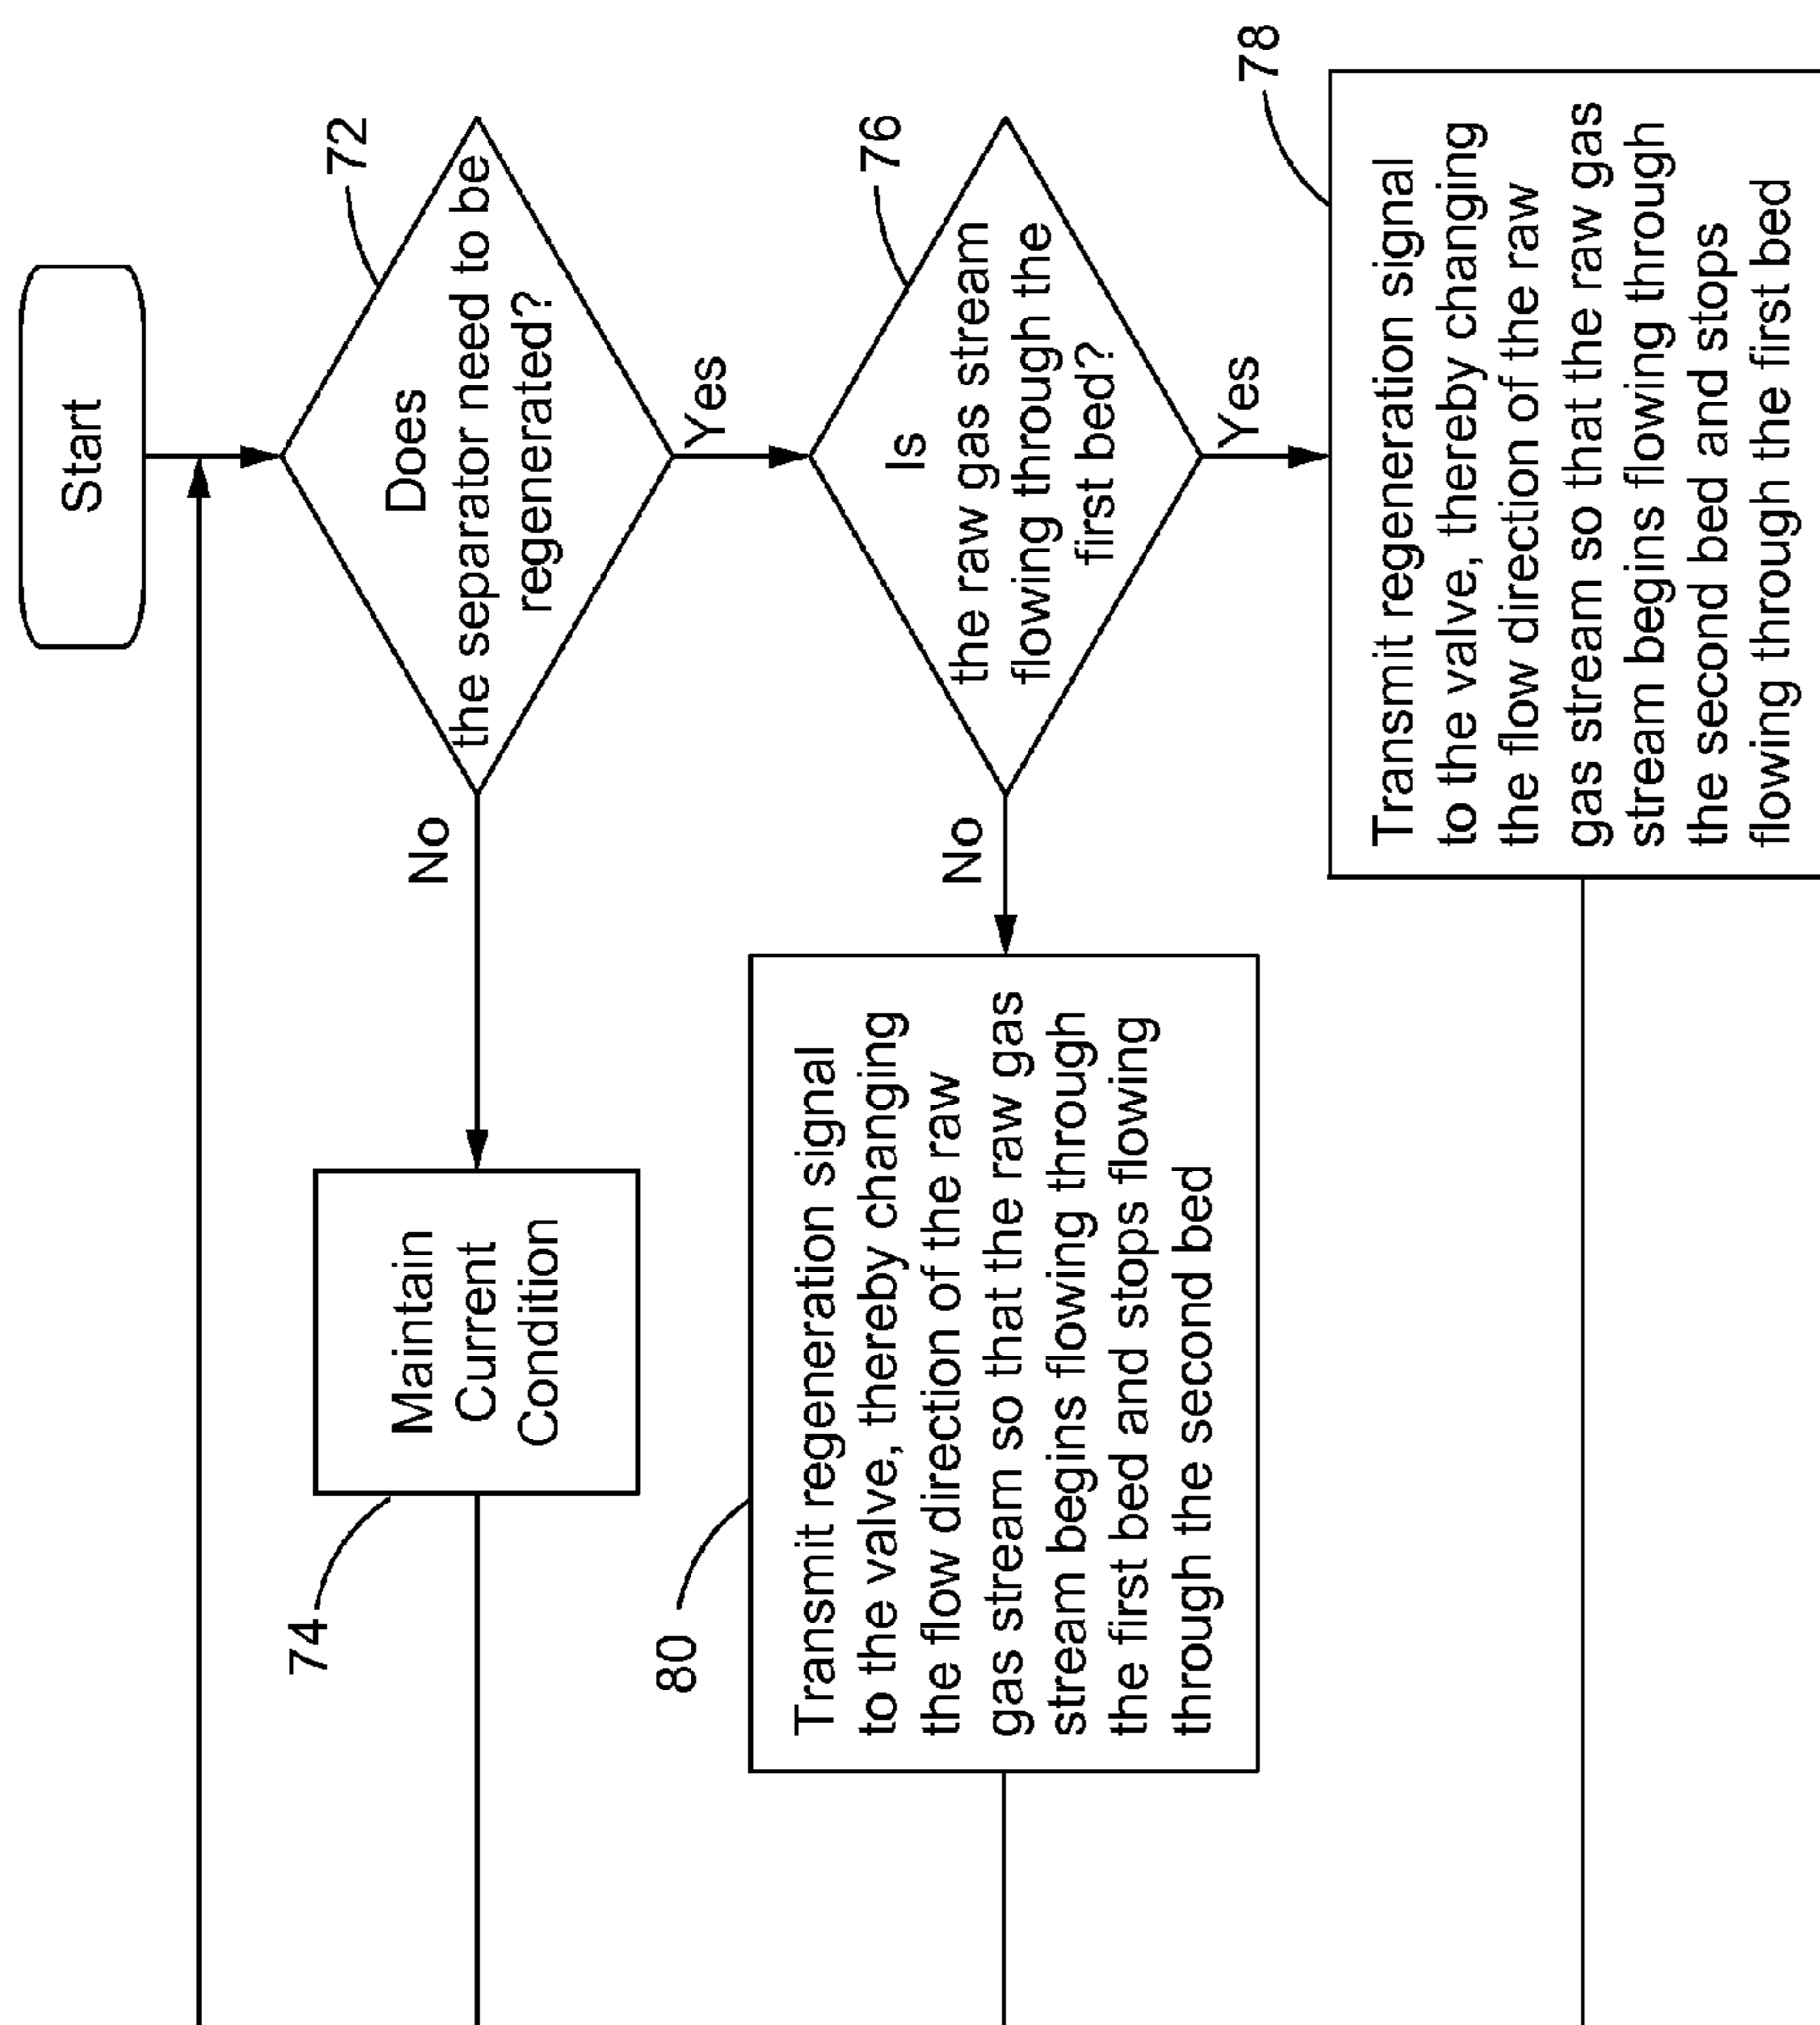 Start
72
Does
the separator need to be
regenerated?
No
Yes
74
Maintain
Current
Condition
76
Is
the raw gas stream
flowing through the
first bed?
No
Yes
80
Transmit regeneration signal
to the valve, thereby changing
the flow direction of the raw
gas stream so that the raw gas
stream begins flowing through
the first bed and stops flowing
through the second bed
78
Transmit regeneration signal
to the valve, thereby changing
the flow direction of the raw
gas stream so that the raw gas
stream begins flowing through
the second bed and stops
flowing through the first bed